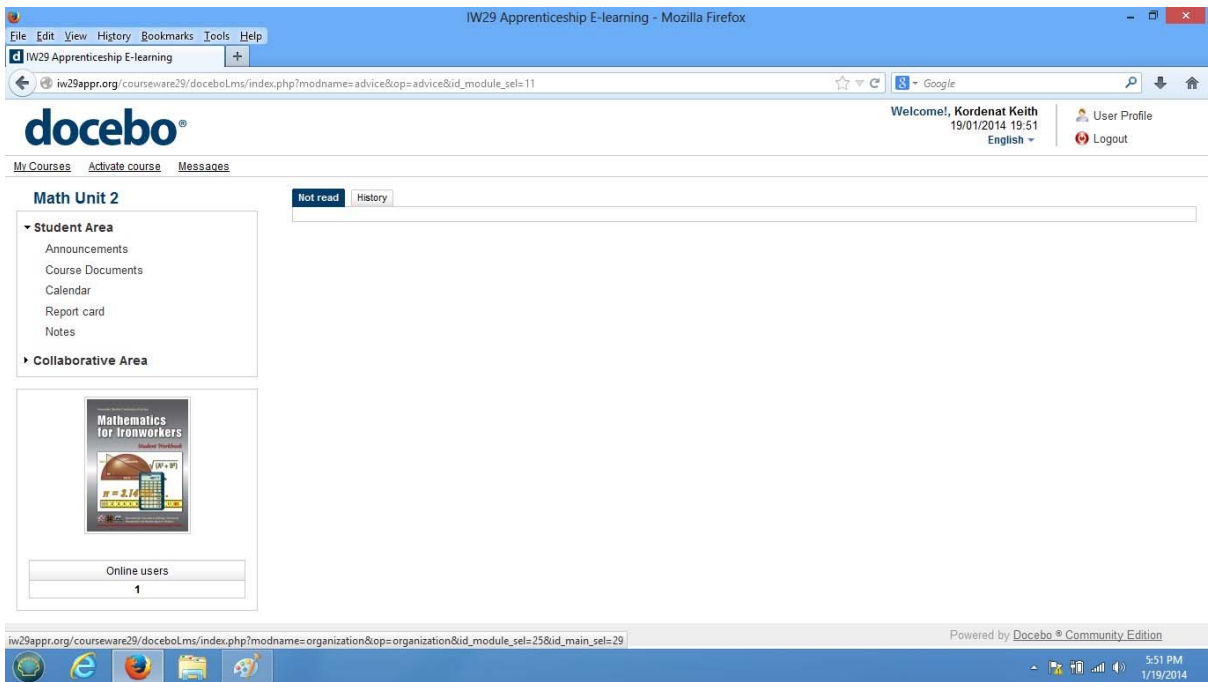 IW29 Apprenticeship E-learning - Mozilla Firefox
File Edit View History Bookmarks Tools Help
d IW29 Apprenticeship E-learning +
iw29appr.org/courseware29/doceboLms/index.php?modname=advice&op=advice&id_module_sel=11
8 Google
docebo®
Welcome!, Kordenat Keith
19/01/2014 19:51
English
User Profile
Logout
My Courses Activate course Messages
Math Unit 2
Not read History
Student Area
Announcements
Course Documents
Calendar
Report card
Notes
Collaborative Area
Mathematics
for Ironworkers
Student Workbook
√(A² + B²)
π = 3.14
Online users
1
iw29appr.org/courseware29/doceboLms/index.php?modname=organization&op=organization&id_module_sel=25&id_main_sel=29
Powered by Docebo ® Community Edition
5:51 PM
1/19/2014